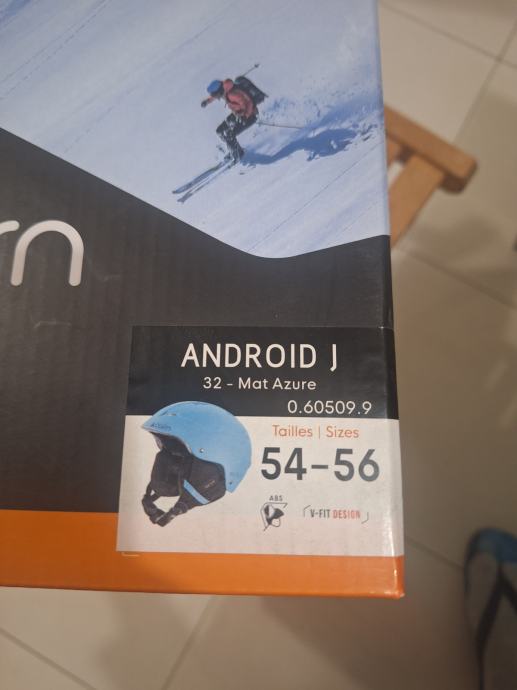 rn
ANDROID J
32 - Mat Azure
0.60509.9
Tailles | Sizes
54-56
ABS
V-FIT DESIGN